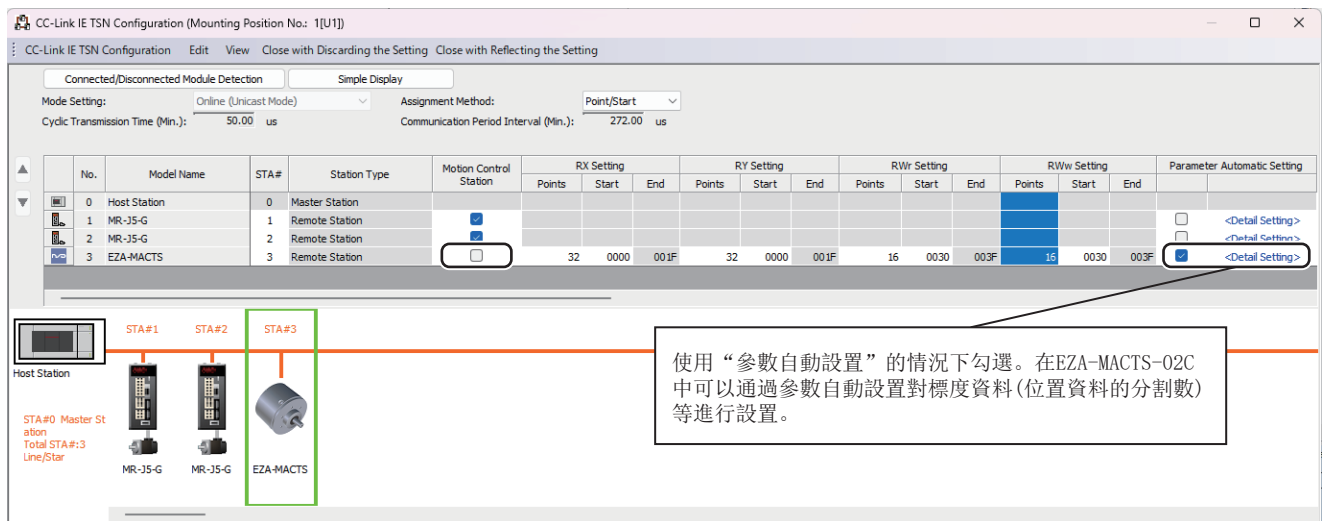 CC-Link IE TSN Configuration (Mounting Position No.: 1[U1])
CC-Link IE TSN Configuration Edit View Close with Discarding the Setting Close with Reflecting the Setting
Connected/Disconnected Module Detection Simple Display
Mode Setting: Online (Unicast Mode) Assignment Method: Point/Start
Cyclic Transmission Time (Min.): 50.00 us Communication Period Interval (Min.): 272.00 us
No. Model Name STA# Station Type Motion Control Station RX Setting RY Setting RWr Setting RWw Setting Parameter Automatic Setting
Points Start End Points Start End Points Start End Points Start End
0 Host Station 0 Master Station
1 MR-J5-G 1 Remote Station <Detail Setting>
2 MR-J5-G 2 Remote Station <Detail Setting>
3 EZA-MACTS 3 Remote Station 32 0000 001F 32 0000 001F 16 0030 003F 16 0030 003F <Detail Setting>
STA#1 STA#2 STA#3
Host Station
STA#0 Master St
ation
Total STA#:3
Line/Star
MR-J5-G MR-J5-G EZA-MACTS
使用“參數自動設置”的情況下勾選。在EZA-MACTS-02C
中可以通過參數自動設置對標度資料(位置資料的分割數)
等進行設置。